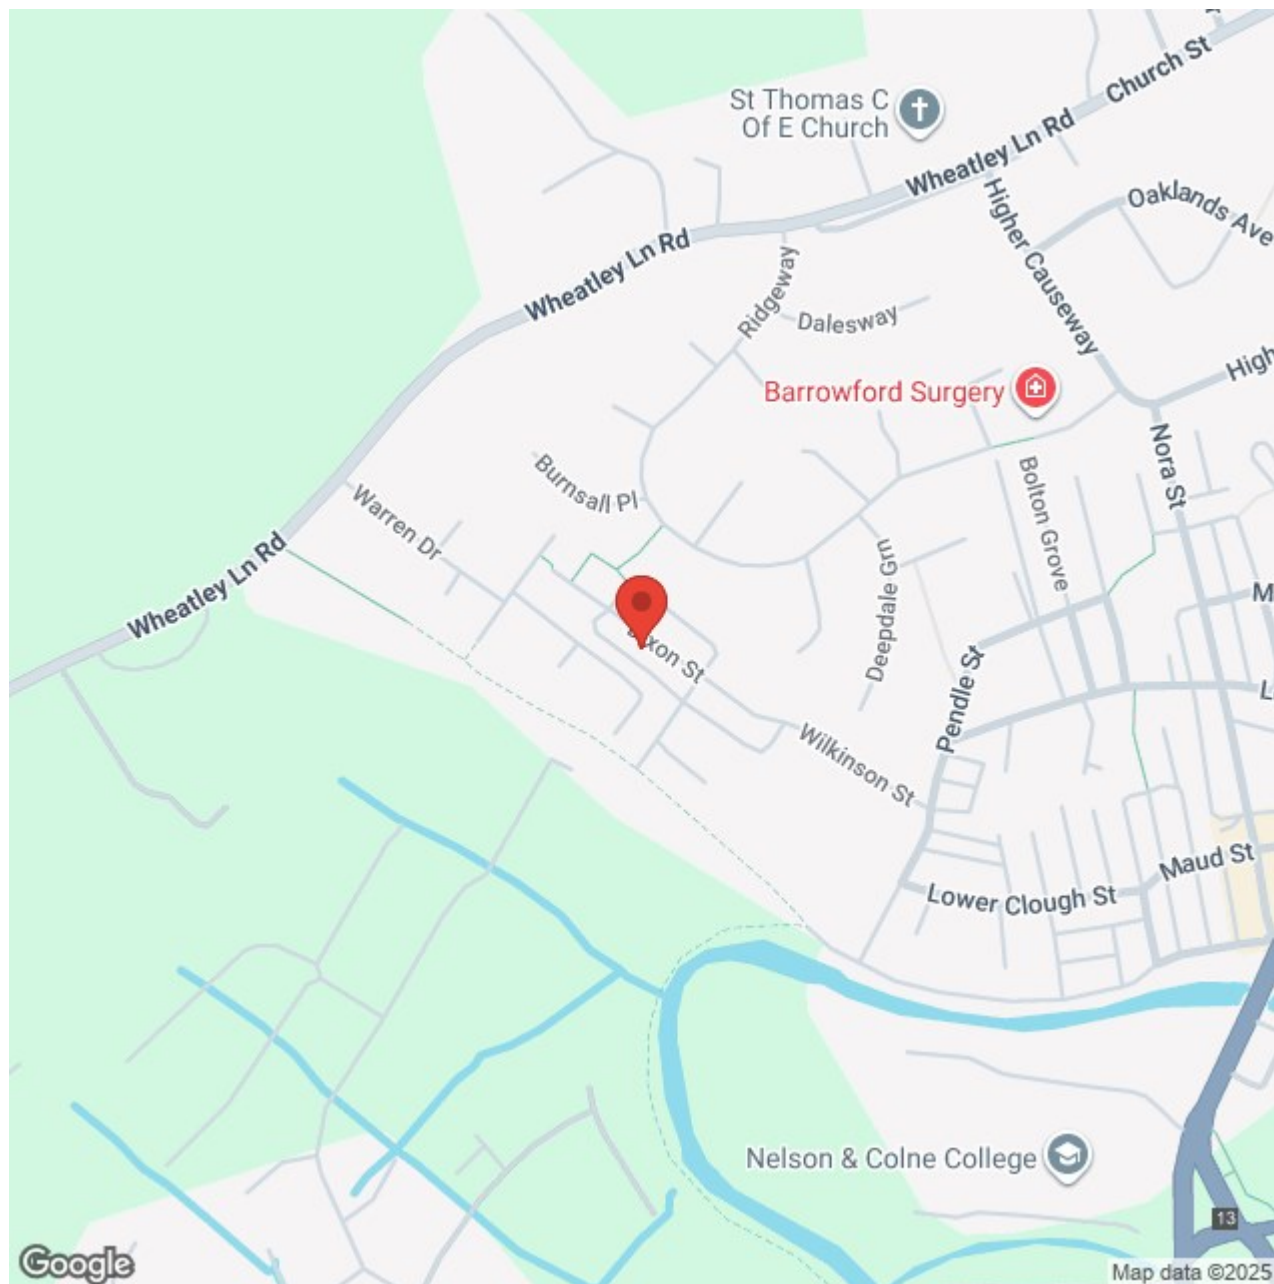 St Thomas C
Of E Church
Church St
Wheatley Ln Rd
Higher Causeway
Oaklands Ave
Wheatley Ln Rd
Ridgeway
Dalesway
Barrowford Surgery
High
Nora St
Burnsall Pl
Warren Dr
Bolton Grove
Wheatley Ln Rd
Deepdale Grn
M
xon St
Pendle St
L
Wilkinson St
Maud St
Lower Clough St
Nelson & Colne College
13
Google
Map data ©2025